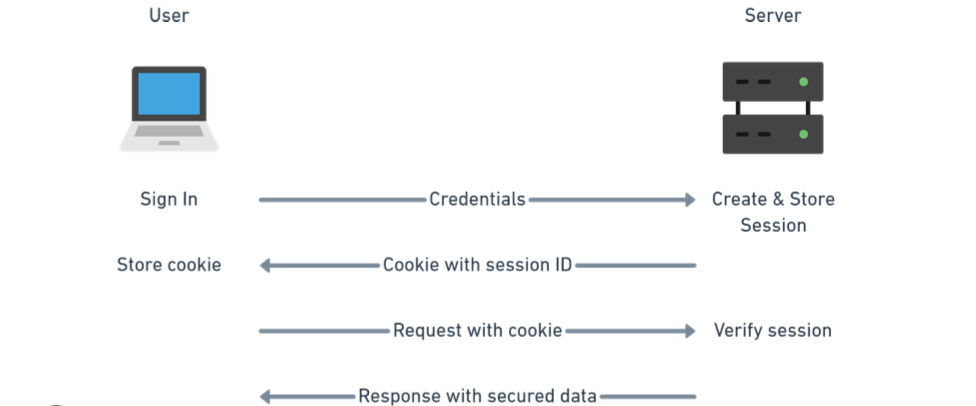 User
Server
Sign In
Credentials
Create & Store
Session
Store cookie
Cookie with session ID
Request with cookie
Verify session
Response with secured data